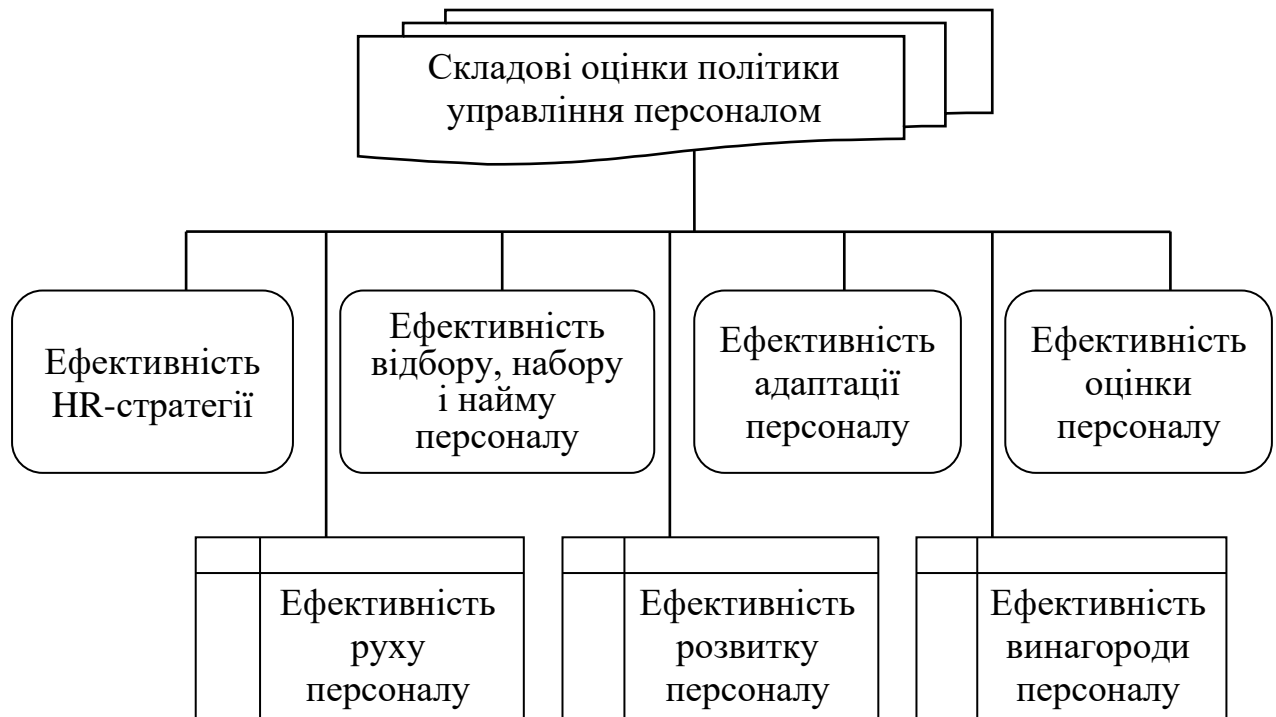 Складові оцінки політики
управління персоналом
Ефективність
HR-стратегії
Ефективність
відбору, набору
і найму
персоналу
Ефективність
адаптації
персоналу
Ефективність
оцінки
персоналу
Ефективність
руху
персоналу
Ефективність
розвитку
персоналу
Ефективність
винагороди
персоналу